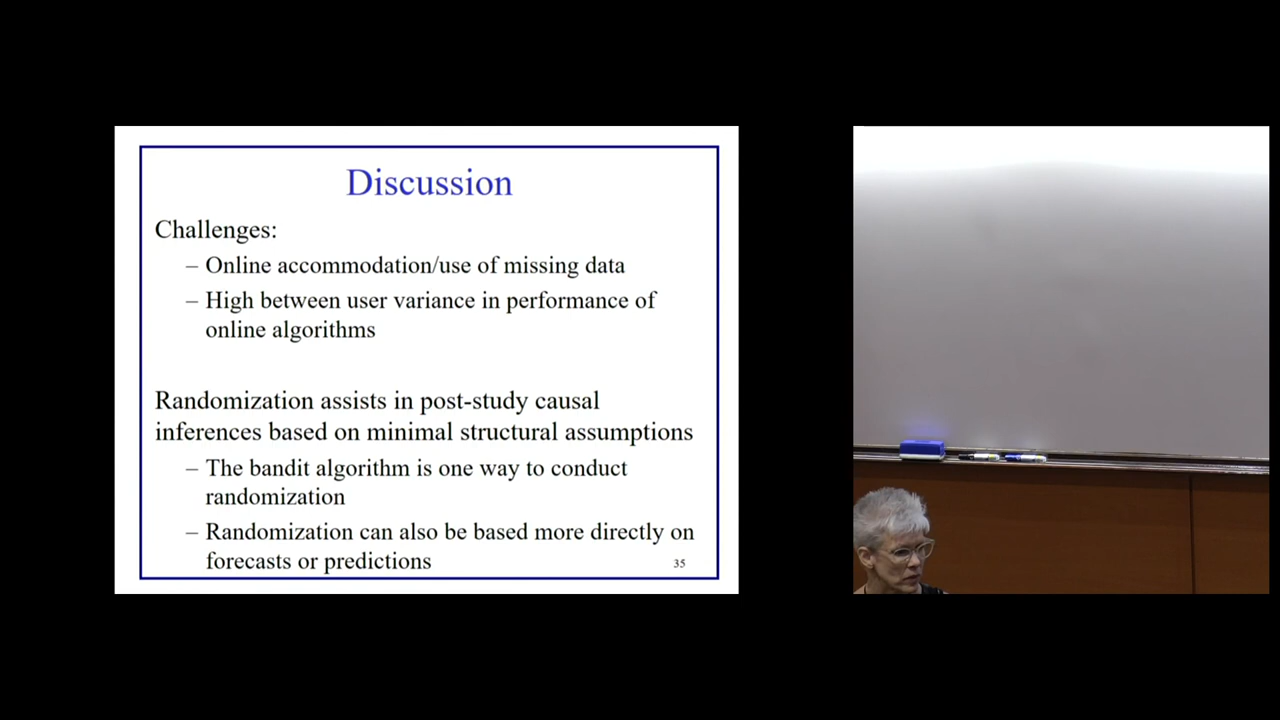 Discussion
Challenges:
– Online accommodation/use of missing data
– High between user variance in performance of
online algorithms
Randomization assists in post-study causal
inferences based on minimal structural assumptions
– The bandit algorithm is one way to conduct
randomization
– Randomization can also be based more directly on
forecasts or predictions
35